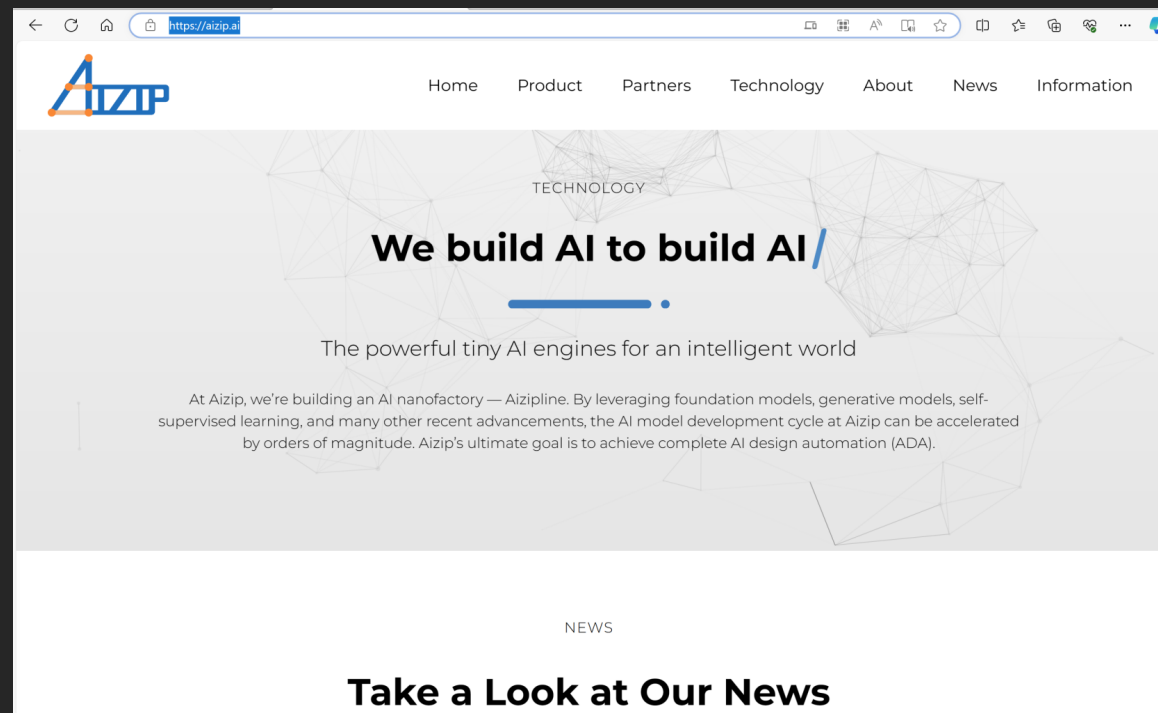 https://aizip.ai
AIZIP
Home Product Partners Technology About News Information
TECHNOLOGY
We build AI to build AI/
The powerful tiny AI engines for an intelligent world
At Aizip, we’re building an AI nanofactory — Aizipline. By leveraging foundation models, generative models, self-
supervised learning, and many other recent advancements, the AI model development cycle at Aizip can be accelerated
by orders of magnitude. Aizip’s ultimate goal is to achieve complete AI design automation (ADA).
NEWS
Take a Look at Our News